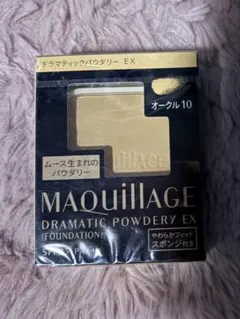 ドラマティックパウダリー EX
オークル10
ムース生まれの
パウダリー
MAQuillAGE
DRAMATIC POWDERY EX
(FOUNDATION)
やわらかフィット
スポンジ付き